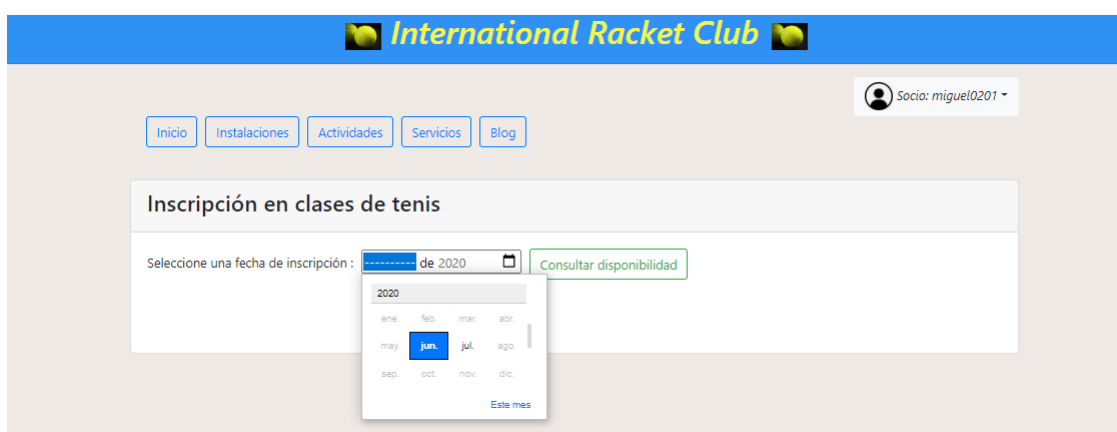 International Racket Club
Socio: miguel0201
Inicio Instalaciones Actividades Servicios Blog
Inscripción en clases de tenis
Seleccione una fecha de inscripción : ---------- de 2020 Consultar disponibilidad
2020
ene. feb. mar. abr.
may. jun. jul. ago.
sep. oct. nov. dic.
Este mes